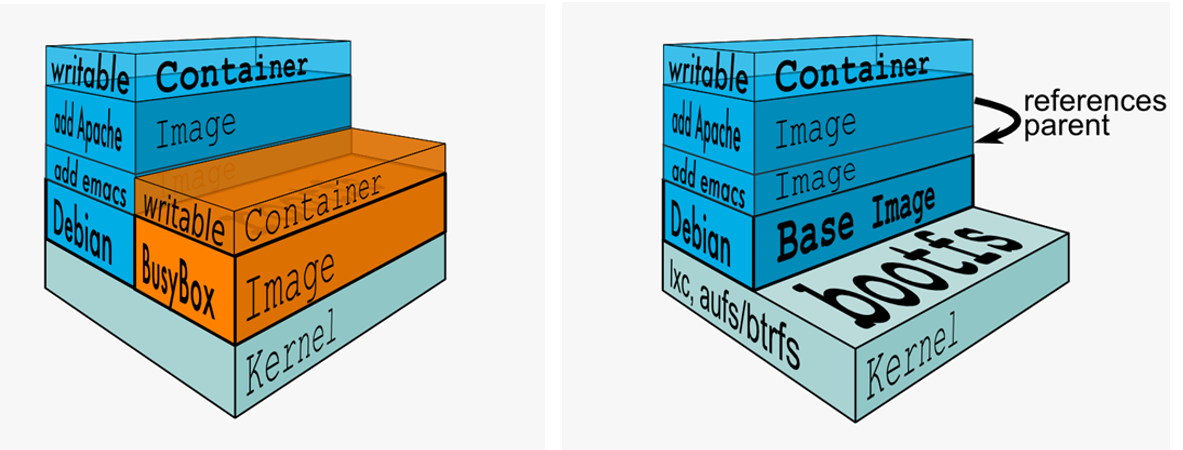 writable Container
add Apache Image
add emacs Image
Debian
writable Container
BusyBox Image
Kernel
writable Container
add Apache Image
add emacs Image
Debian Base Image
bootfs
lxc, aufs/btrfs
Kernel
references
parent